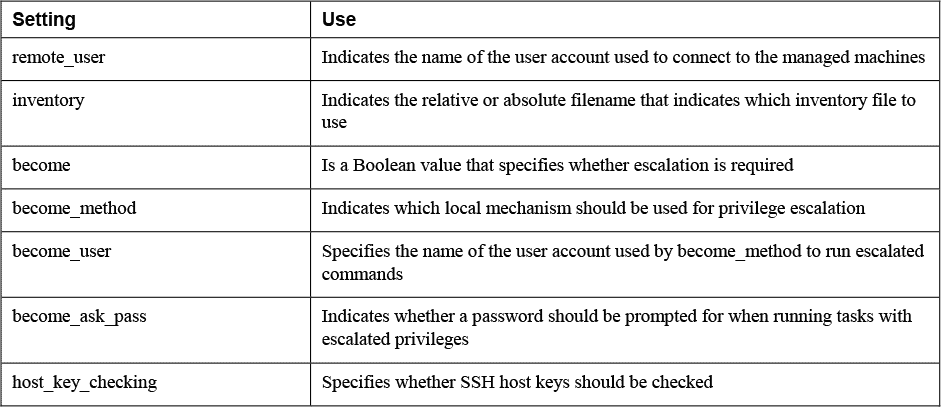 Setting Use
remote_user Indicates the name of the user account used to connect to the managed machines
inventory Indicates the relative or absolute filename that indicates which inventory file to
use
become Is a Boolean value that specifies whether escalation is required
become_method Indicates which local mechanism should be used for privilege escalation
become_user Specifies the name of the user account used by become_method to run escalated
commands
become_ask_pass Indicates whether a password should be prompted for when running tasks with
escalated privileges
host_key_checking Specifies whether SSH host keys should be checked